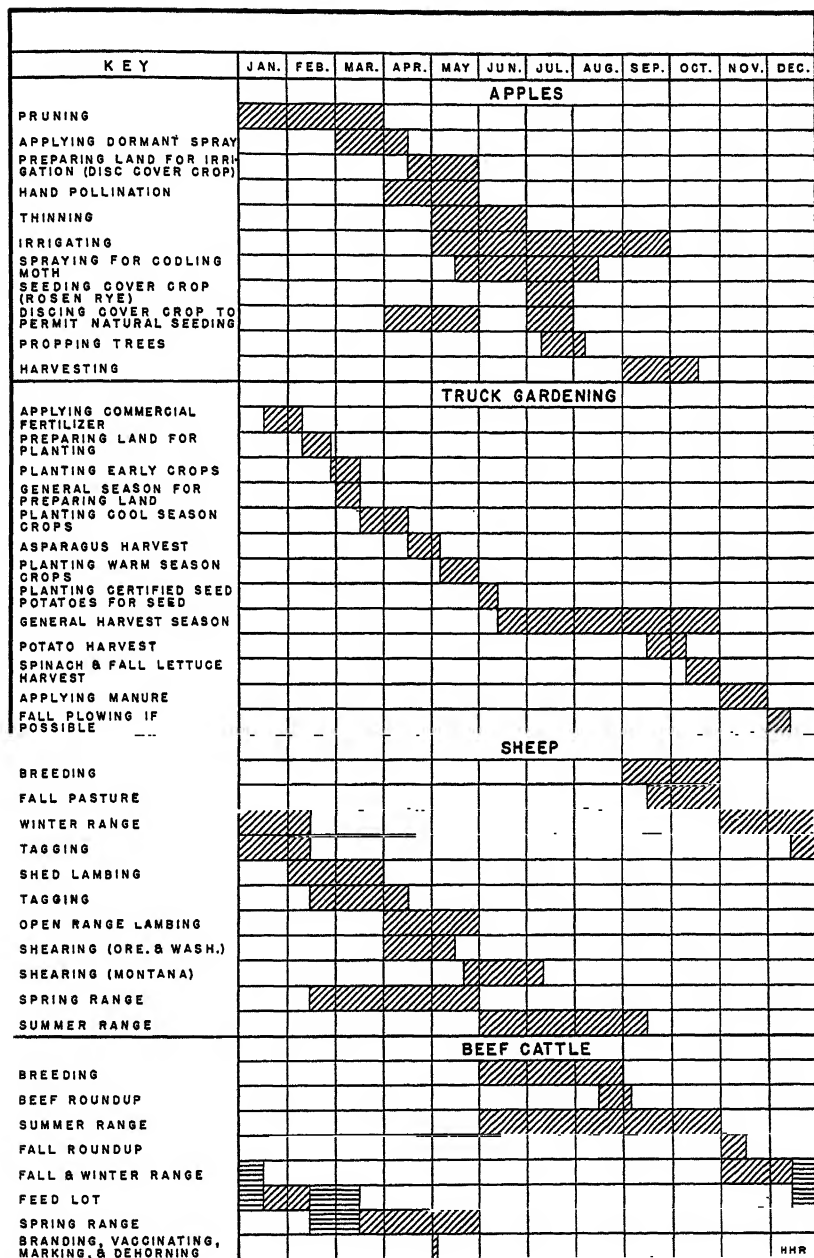 KEY JAN. FEB. MAR. APR. MAY JUN. JUL. AUG. SEP. OCT. NOV. DEC.
APPLES
PRUNING
APPLYING DORMANT SPRAY
PREPARING LAND FOR IRRI-
GATION (DISC COVER CROP)
HAND POLLINATION
THINNING
IRRIGATING
SPRAYING FOR CODLING
MOTH
SEEDING COVER CROP
(ROSEN RYE)
DISCING COVER CROP TO
PERMIT NATURAL SEEDING
PROPPING TREES
HARVESTING
TRUCK GARDENING
APPLYING COMMERCIAL
FERTILIZER
PREPARING LAND FOR
PLANTING
PLANTING EARLY CROPS
GENERAL SEASON FOR
PREPARING LAND
PLANTING COOL SEASON
CROPS
ASPARAGUS HARVEST
PLANTING WARM SEASON
CROPS
PLANTING CERTIFIED SEED
POTATOES FOR SEED
GENERAL HARVEST SEASON
POTATO HARVEST
SPINACH & FALL LETTUCE
HARVEST
APPLYING MANURE
FALL PLOWING IF
POSSIBLE
SHEEP
BREEDING
FALL PASTURE
WINTER RANGE
TAGGING
SHED LAMBING
TAGGING
OPEN RANGE LAMBING
SHEARING (ORE. & WASH.)
SHEARING (MONTANA)
SPRING RANGE
SUMMER RANGE
BEEF CATTLE
BREEDING
BEEF ROUNDUP
SUMMER RANGE
FALL ROUNDUP
FALL & WINTER RANGE
FEED LOT
SPRING RANGE
BRANDING, VACCINATING,
MARKING, & DEHORNING
HHR